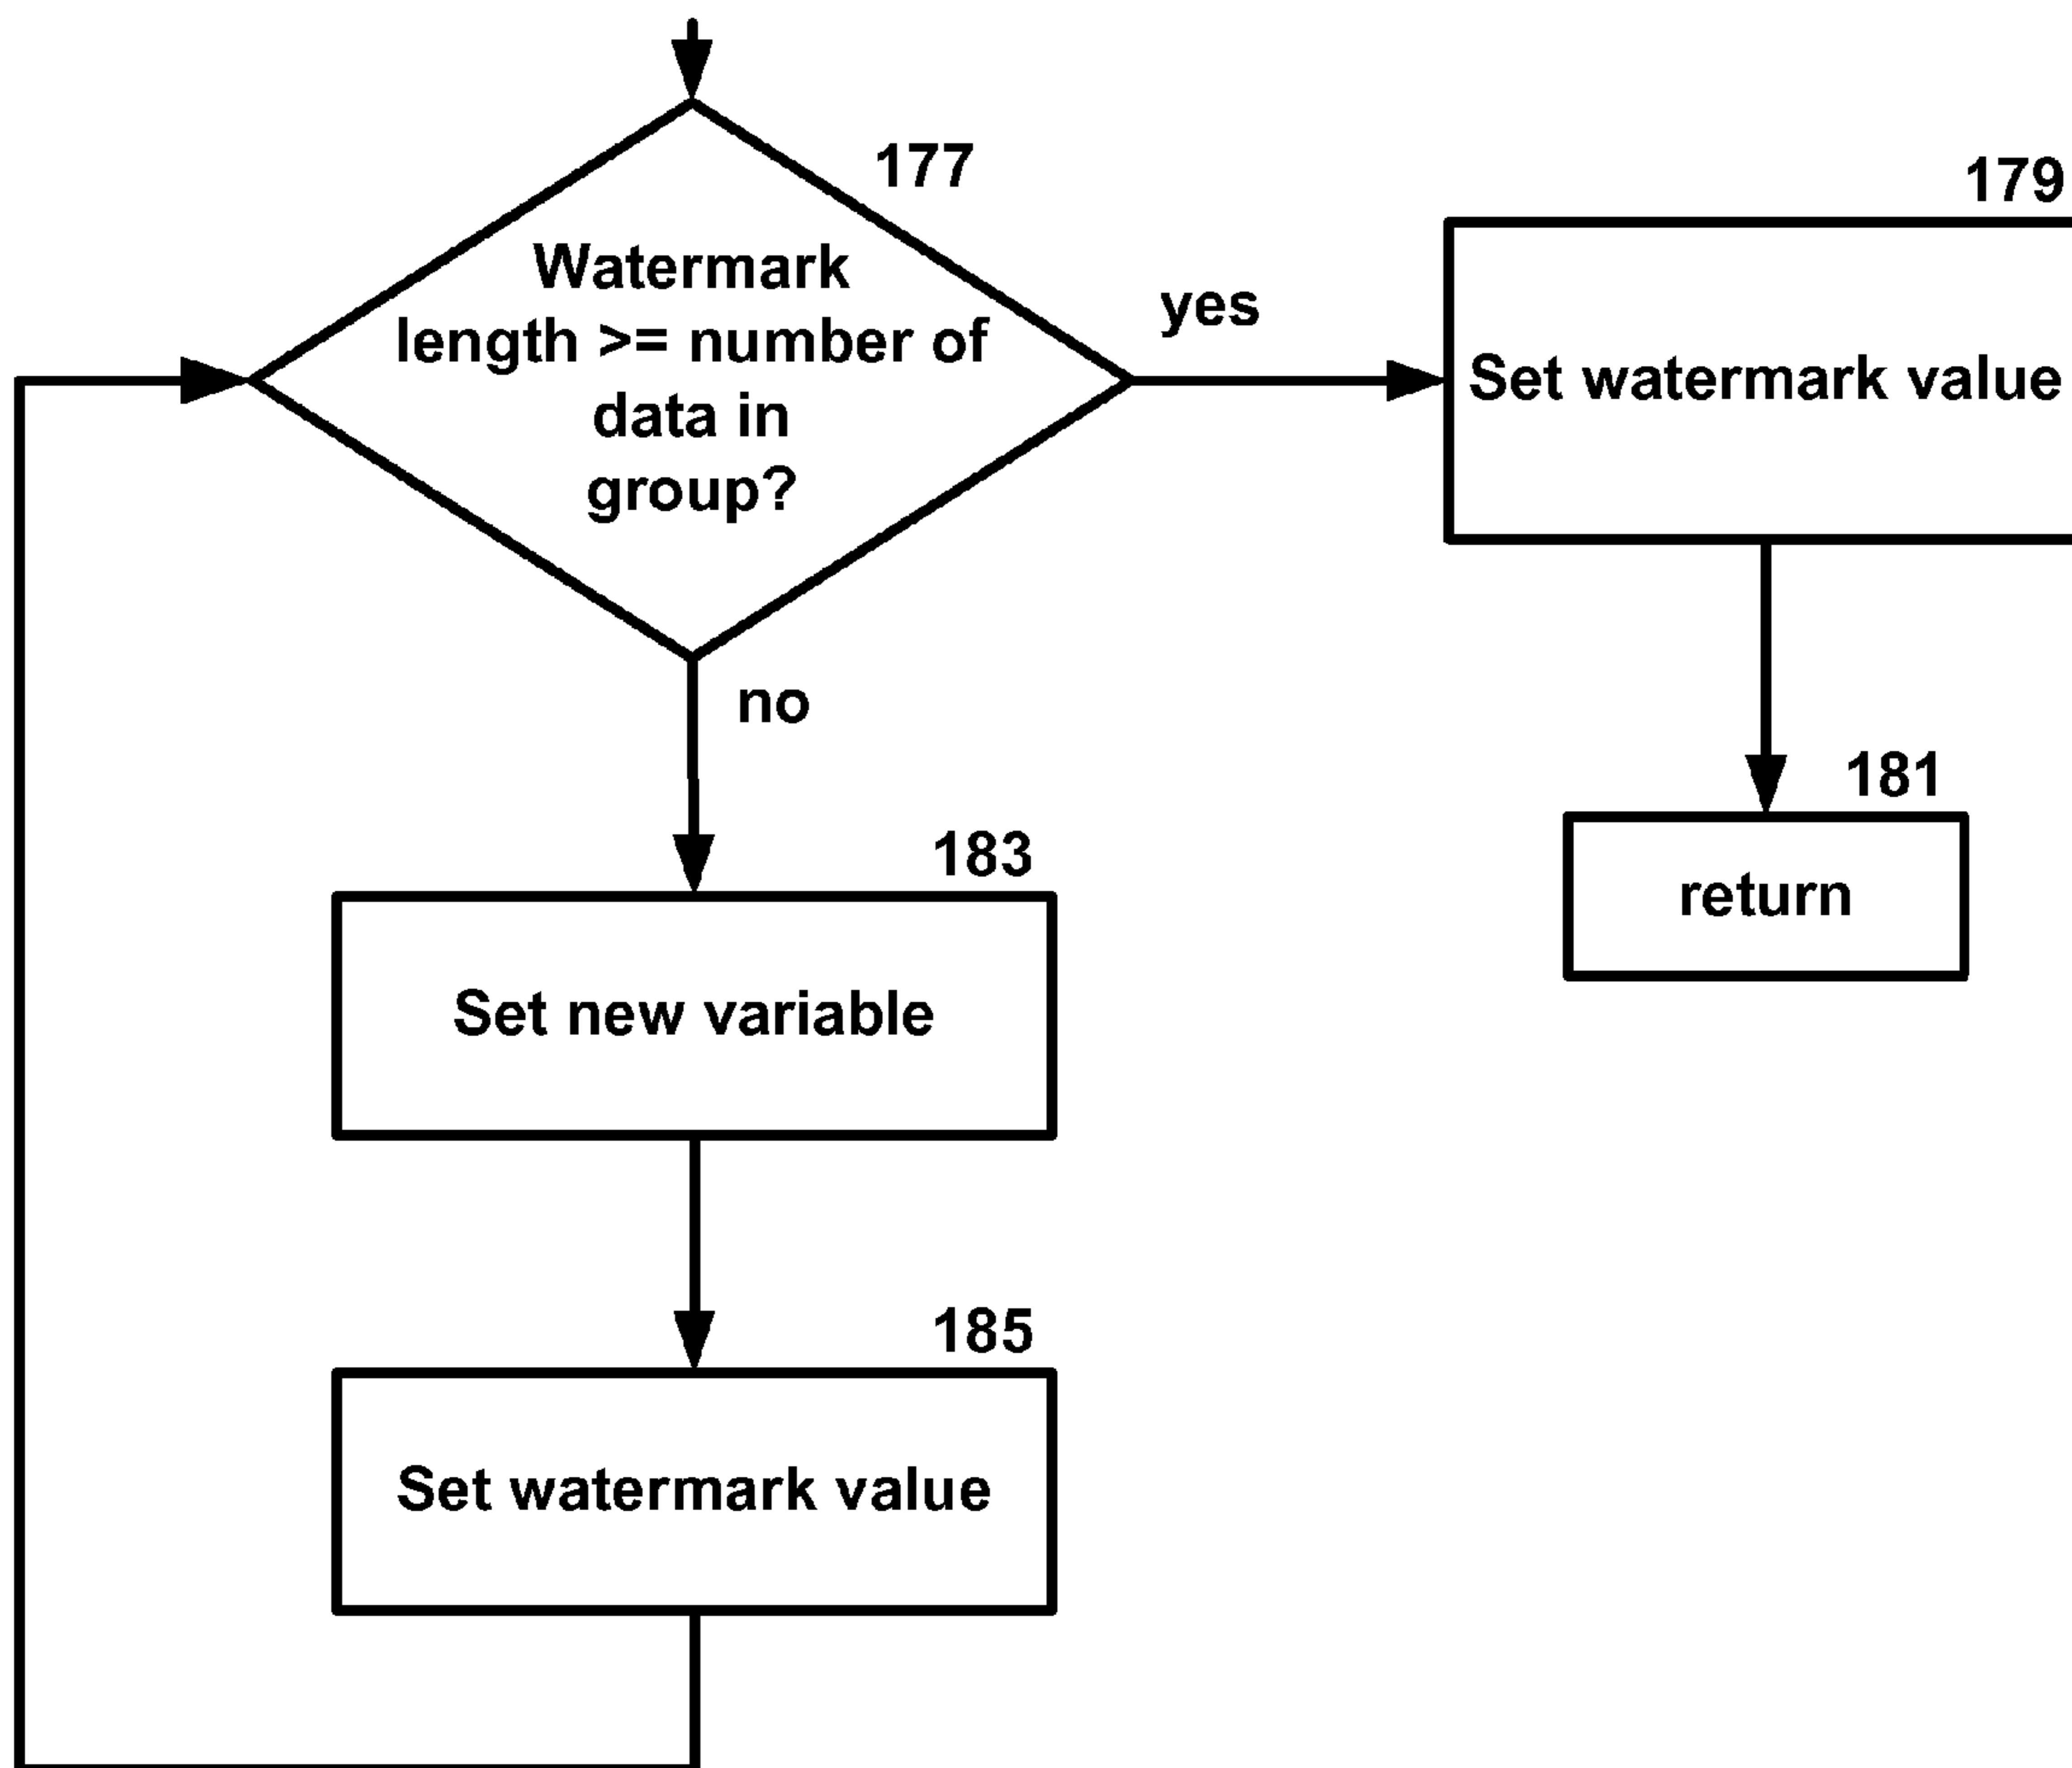 177
Watermark
length >= number of
data in
group?
yes
no
179
Set watermark value
181
return
183
Set new variable
185
Set watermark value